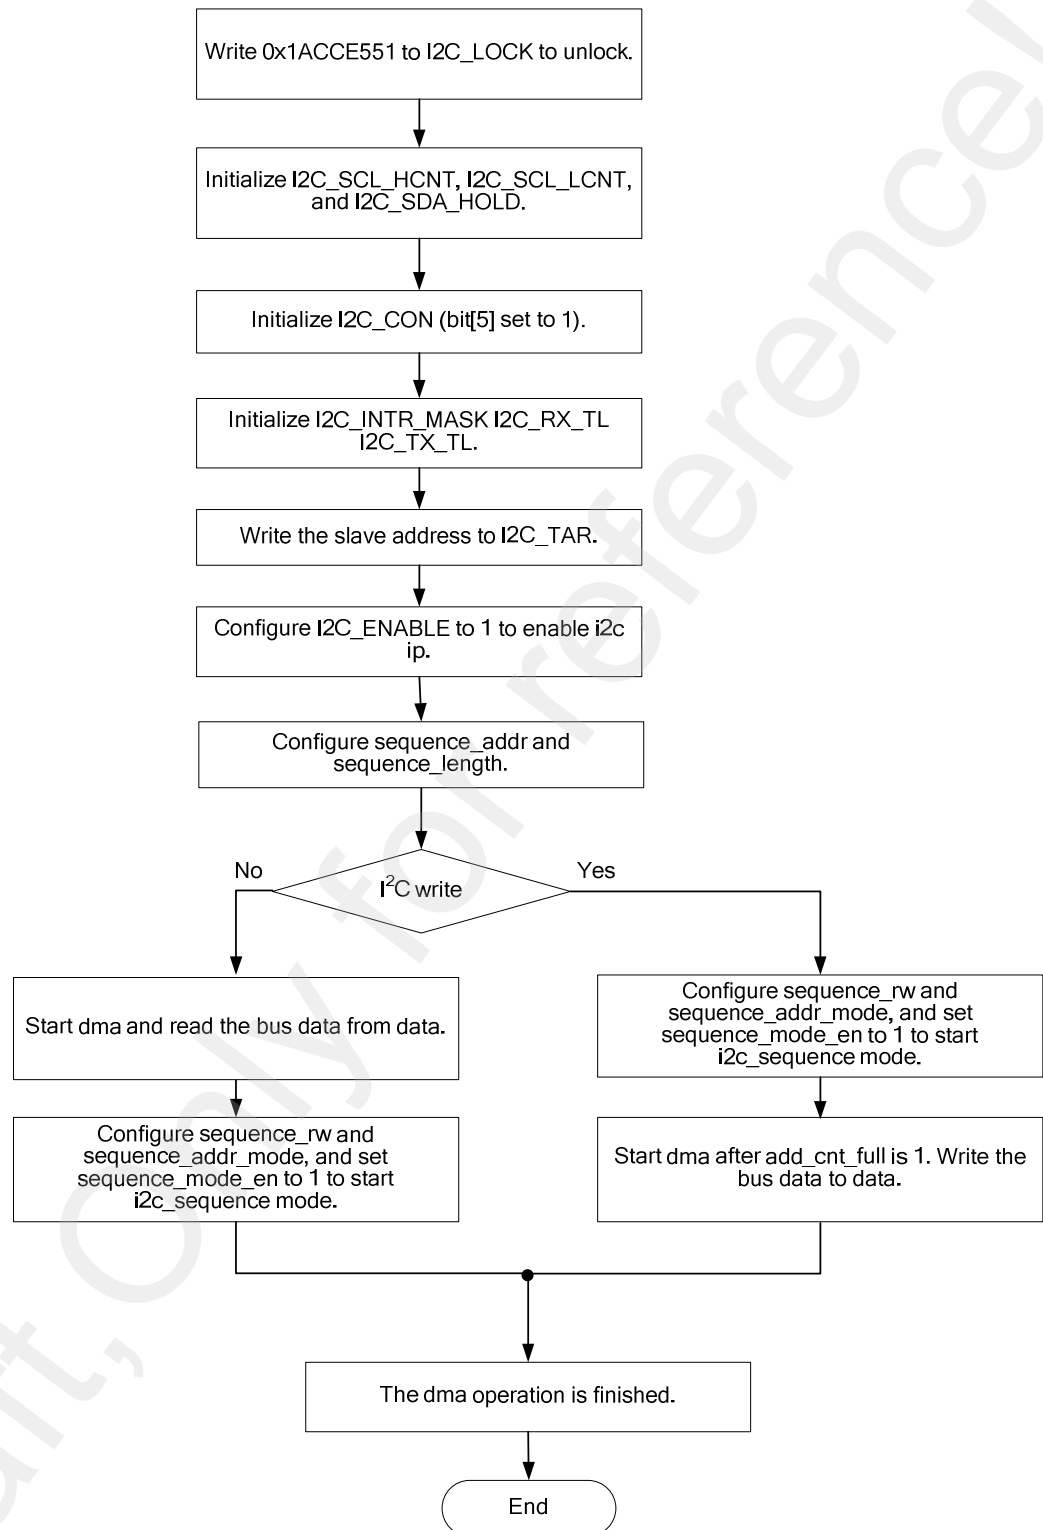 Write 0x1ACCE551 to I2C_LOCK to unlock.
Initialize I2C_SCL_HCNT, I2C_SCL_LCNT,
and I2C_SDA_HOLD.
Initialize I2C_CON (bit[5] set to 1).
Initialize I2C_INTR_MASK I2C_RX_TL
I2C_TX_TL.
Write the slave address to I2C_TAR.
Configure I2C_ENABLE to 1 to enable i2c
ip.
Configure sequence_addr and
sequence_length.
I²C write
No
Yes
Start dma and read the bus data from data.
Configure sequence_rw and
sequence_addr_mode, and set
sequence_mode_en to 1 to start
i2c_sequence mode.
Configure sequence_rw and
sequence_addr_mode, and set
sequence_mode_en to 1 to start
i2c_sequence mode.
Start dma after add_cnt_full is 1. Write the
bus data to data.
The dma operation is finished.
End
, Only for reference!